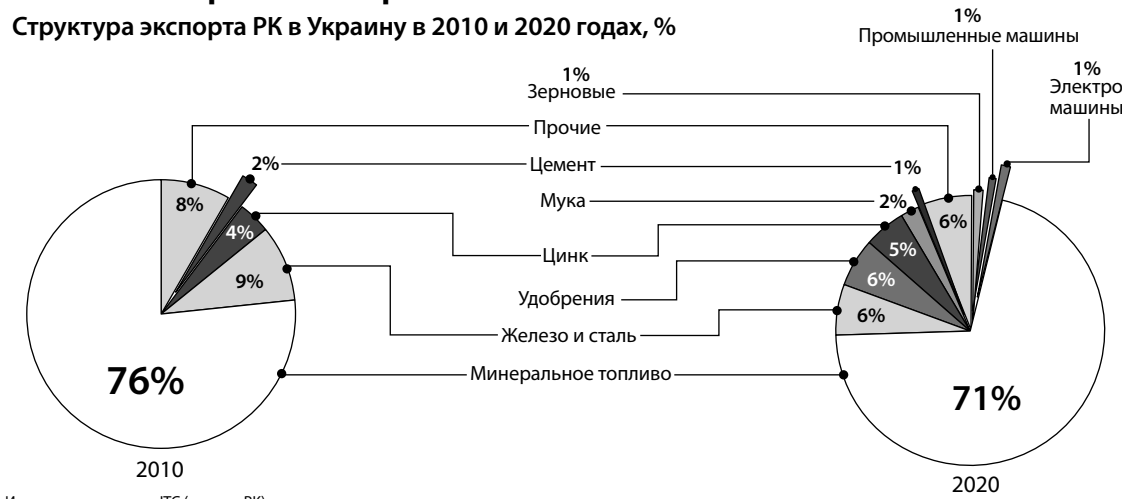 Структура экспорта РК в Украину в 2010 и 2020 годах, %
1%
Промышленные машины
1%
Зерновые
1%
Электро
машины
Прочие
2%
Цемент
1%
8%
Мука
2%
6%
4%
Цинк
5%
9%
Удобрения
6%
Железо и сталь
6%
Минеральное топливо
76%
71%
2010
2020